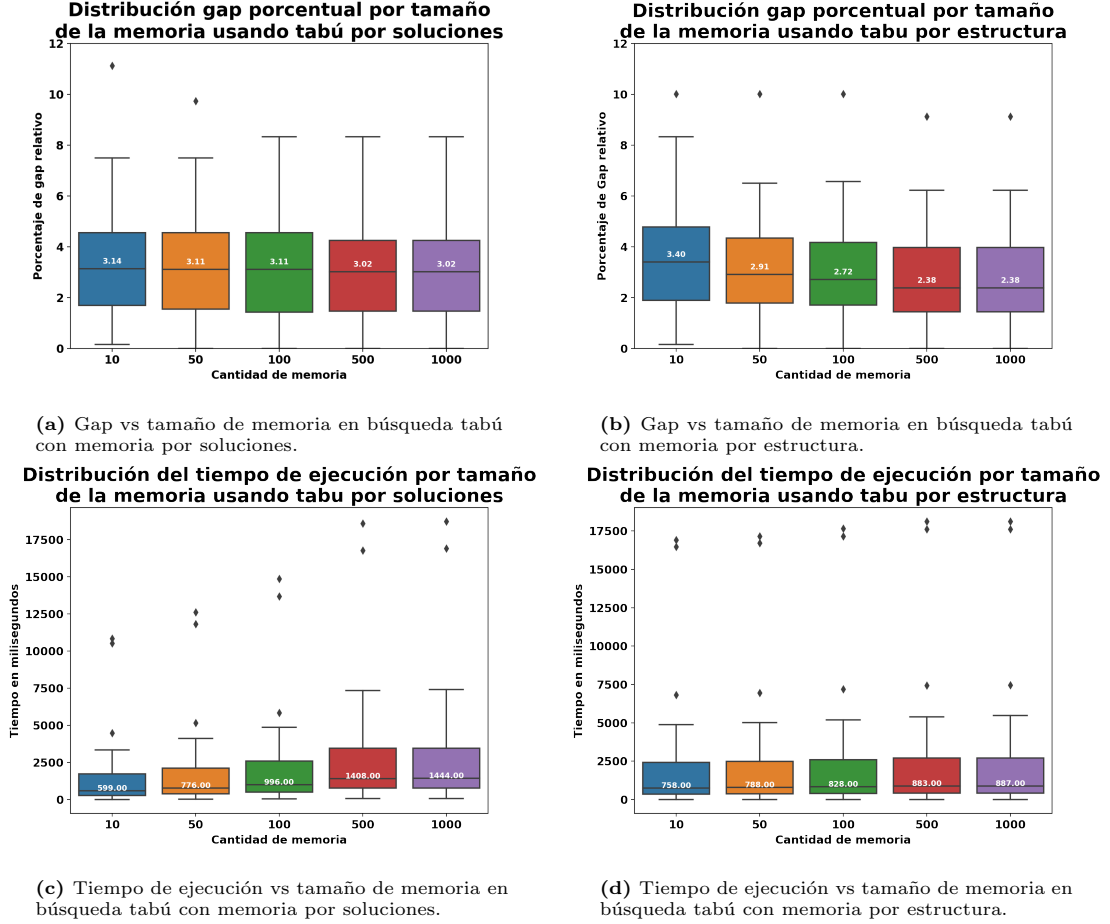 Distribución gap porcentual por tamaño
de la memoria usando tabú por soluciones
Porcentaje de gap relativo
12
10
8
6
4
2
0
3.14
3.11
3.11
3.02
3.02
10 50 100 500 1000
Cantidad de memoria
(a) Gap vs tamaño de memoria en búsqueda tabú
con memoria por soluciones.
Distribución gap porcentual por tamaño
de la memoria usando tabu por estructura
Porcentaje de Gap relativo
12
10
8
6
4
2
0
3.40
2.91
2.72
2.38
2.38
10 50 100 500 1000
Cantidad de memoria
(b) Gap vs tamaño de memoria en búsqueda tabú
con memoria por estructura.
Distribución del tiempo de ejecución por tamaño
de la memoria usando tabu por soluciones
Tiempo en milisegundos
17500
15000
12500
10000
7500
5000
2500
0
599.00
776.00
996.00
1408.00
1444.00
10 50 100 500 1000
Cantidad de memoria
(c) Tiempo de ejecución vs tamaño de memoria en
búsqueda tabú con memoria por soluciones.
Distribución del tiempo de ejecución por tamaño
de la memoria usando tabu por estructura
Tiempo en milisegundos
17500
15000
12500
10000
7500
5000
2500
0
758.00
788.00
828.00
883.00
887.00
10 50 100 500 1000
Cantidad de memoria
(d) Tiempo de ejecución vs tamaño de memoria en
búsqueda tabú con memoria por estructura.